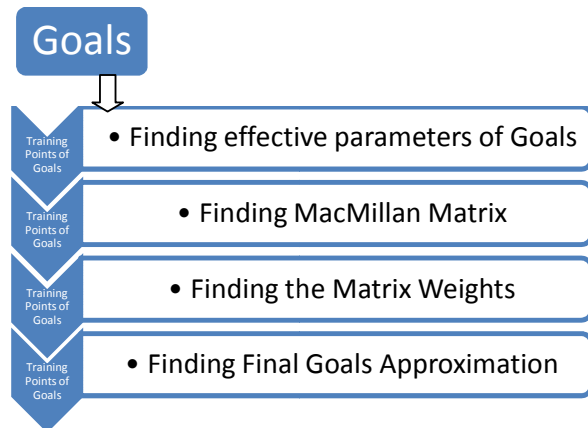 Goals
Training
Points of
Goals
• Finding effective parameters of Goals
Training
Points of
Goals
• Finding MacMillan Matrix
Training
Points of
Goals
• Finding the Matrix Weights
Training
Points of
Goals
• Finding Final Goals Approximation